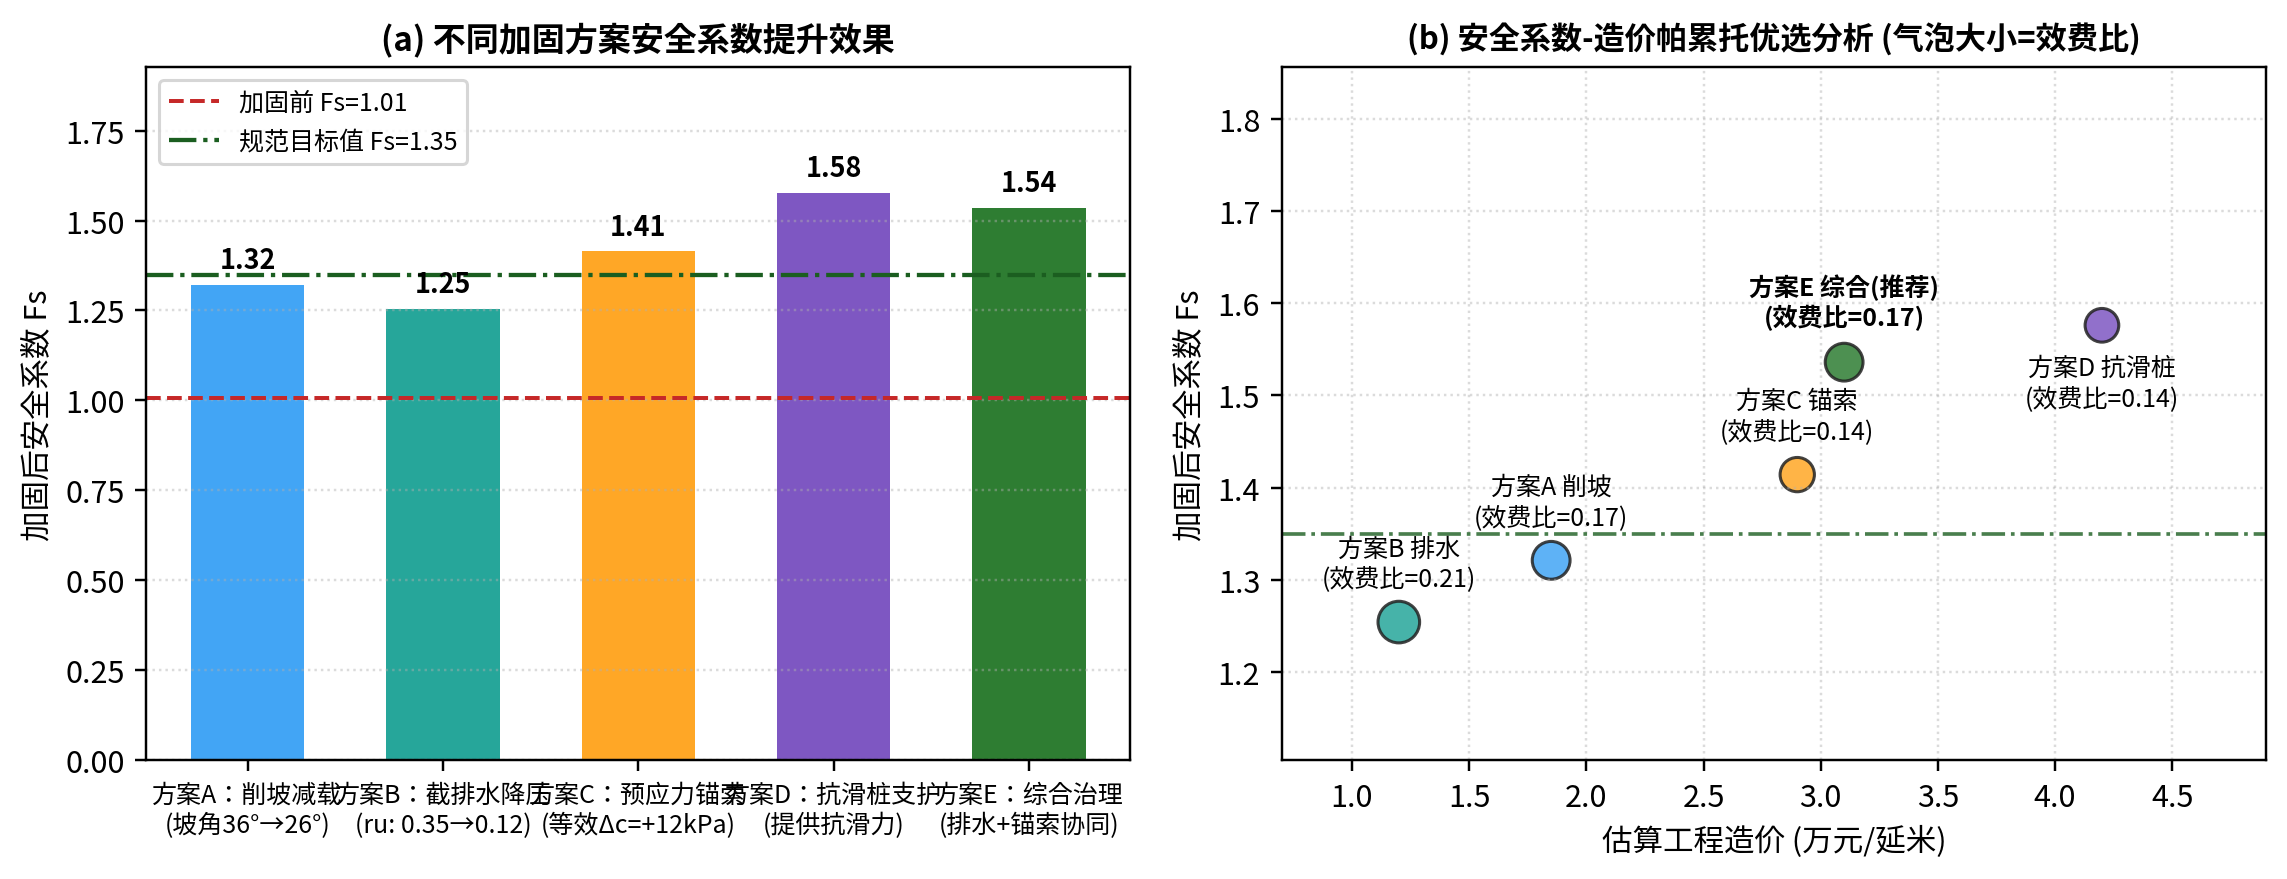 (a) 不同加固方案安全系数提升效果
加固前 Fs=1.01
规范目标值 Fs=1.35
加固后安全系数 Fs
1.75
1.50
1.25
1.00
0.75
0.50
0.25
0.00
1.32
1.25
1.41
1.58
1.54
方案A：削坡减载
(坡角36°→26°)
方案B：截排水降压
(ru: 0.35→0.12)
方案C：预应力锚索
(等效Δc=+12kPa)
方案D：抗滑桩支护
(提供抗滑力)
方案E：综合治理
(排水+锚索协同)
(b) 安全系数-造价帕累托优选分析 (气泡大小=效费比)
加固后安全系数 Fs
1.8
1.7
1.6
1.5
1.4
1.3
1.2
方案E 综合(推荐)
(效费比=0.17)
方案D 抗滑桩
(效费比=0.14)
方案C 锚索
(效费比=0.14)
方案A 削坡
(效费比=0.17)
方案B 排水
(效费比=0.21)
1.0
1.5
2.0
2.5
3.0
3.5
4.0
4.5
估算工程造价 (万元/延米)